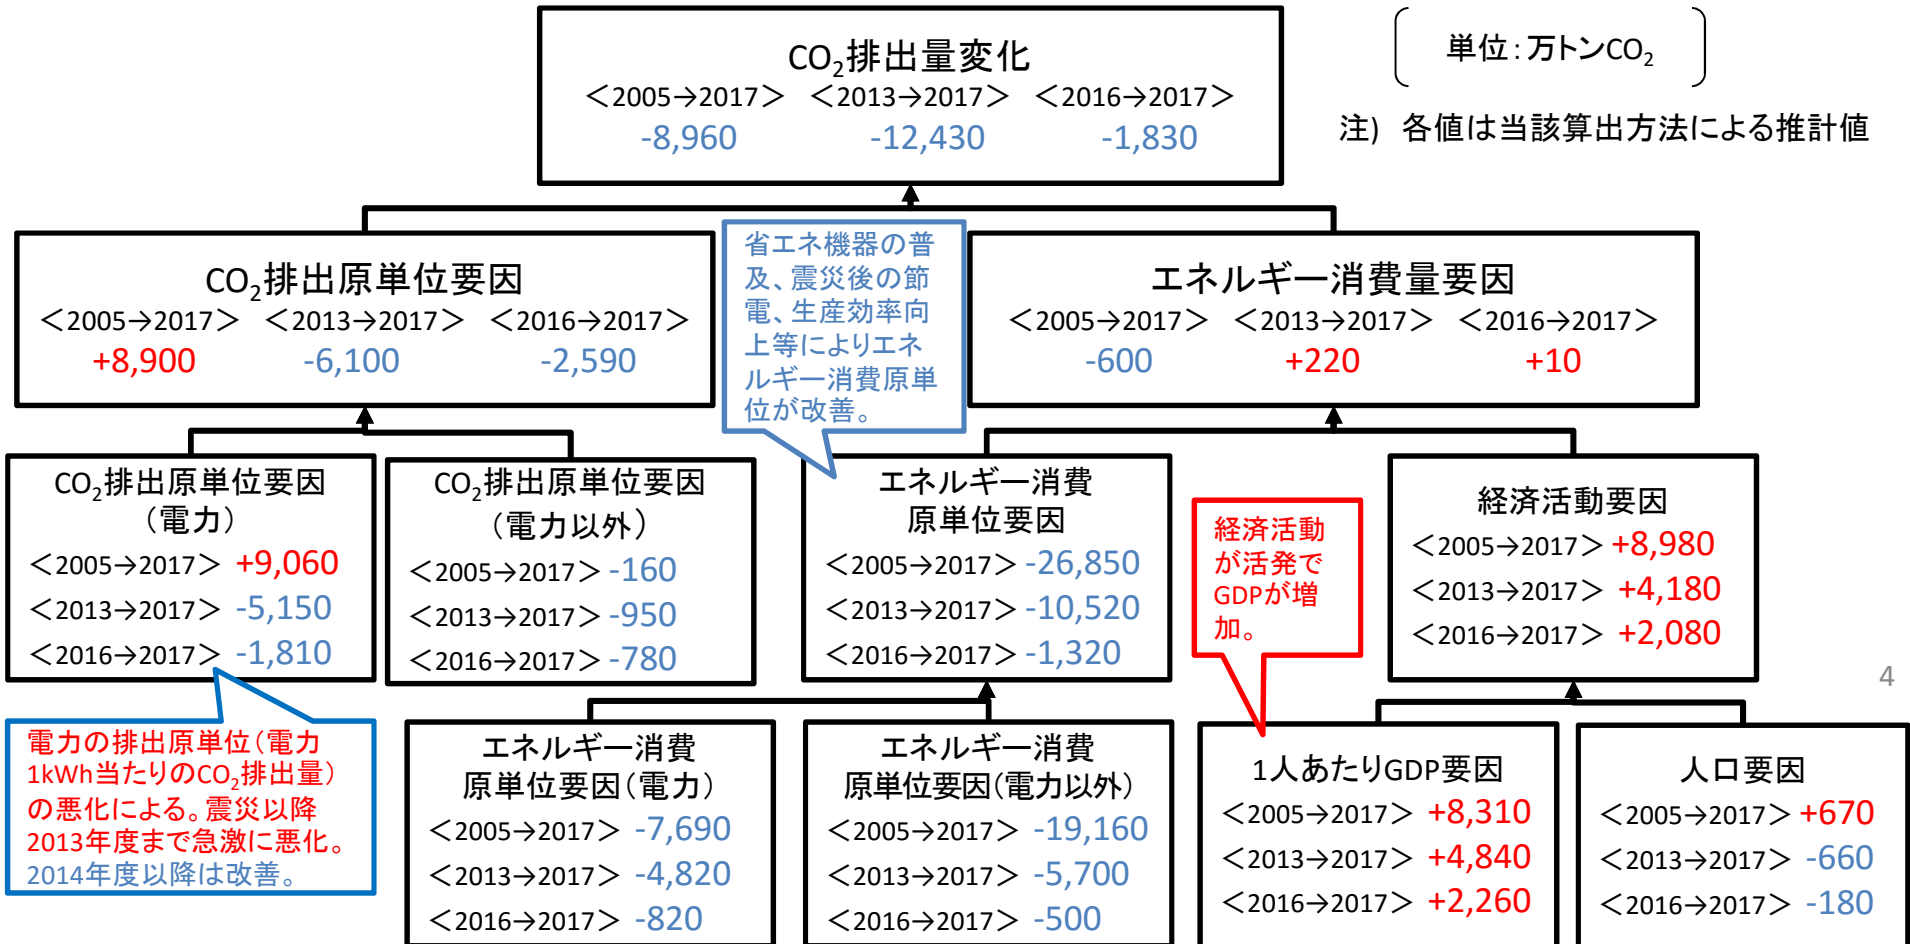 CO₂排出量変化
＜2005→2017＞ ＜2013→2017＞ ＜2016→2017＞
-8,960 -12,430 -1,830
単位：万トンCO₂
注) 各値は当該算出方法による推計値
CO₂排出原単位要因
＜2005→2017＞ ＜2013→2017＞ ＜2016→2017＞
+8,900 -6,100 -2,590
省エネ機器の普
及、震災後の節
電、生産効率向
上等によりエネ
ルギー消費原単
位が改善。
エネルギー消費量要因
＜2005→2017＞ ＜2013→2017＞ ＜2016→2017＞
-600 +220 +10
CO₂排出原単位要因
（電力）
＜2005→2017＞ +9,060
＜2013→2017＞ -5,150
＜2016→2017＞ -1,810
CO₂排出原単位要因
（電力以外）
＜2005→2017＞ -160
＜2013→2017＞ -950
＜2016→2017＞ -780
エネルギー消費
原単位要因
＜2005→2017＞ -26,850
＜2013→2017＞ -10,520
＜2016→2017＞ -1,320
経済活動
が活発で
GDPが増
加。
経済活動要因
＜2005→2017＞ +8,980
＜2013→2017＞ +4,180
＜2016→2017＞ +2,080
4
電力の排出原単位（電力
1kWh当たりのCO₂排出量）
の悪化による。震災以降
2013年度まで急激に悪化。
2014年度以降は改善。
エネルギー消費
原単位要因（電力）
＜2005→2017＞ -7,690
＜2013→2017＞ -4,820
＜2016→2017＞ -820
エネルギー消費
原単位要因（電力以外）
＜2005→2017＞ -19,160
＜2013→2017＞ -5,700
＜2016→2017＞ -500
1人あたりGDP要因
＜2005→2017＞ +8,310
＜2013→2017＞ +4,840
＜2016→2017＞ +2,260
人口要因
＜2005→2017＞ +670
＜2013→2017＞ -660
＜2016→2017＞ -180